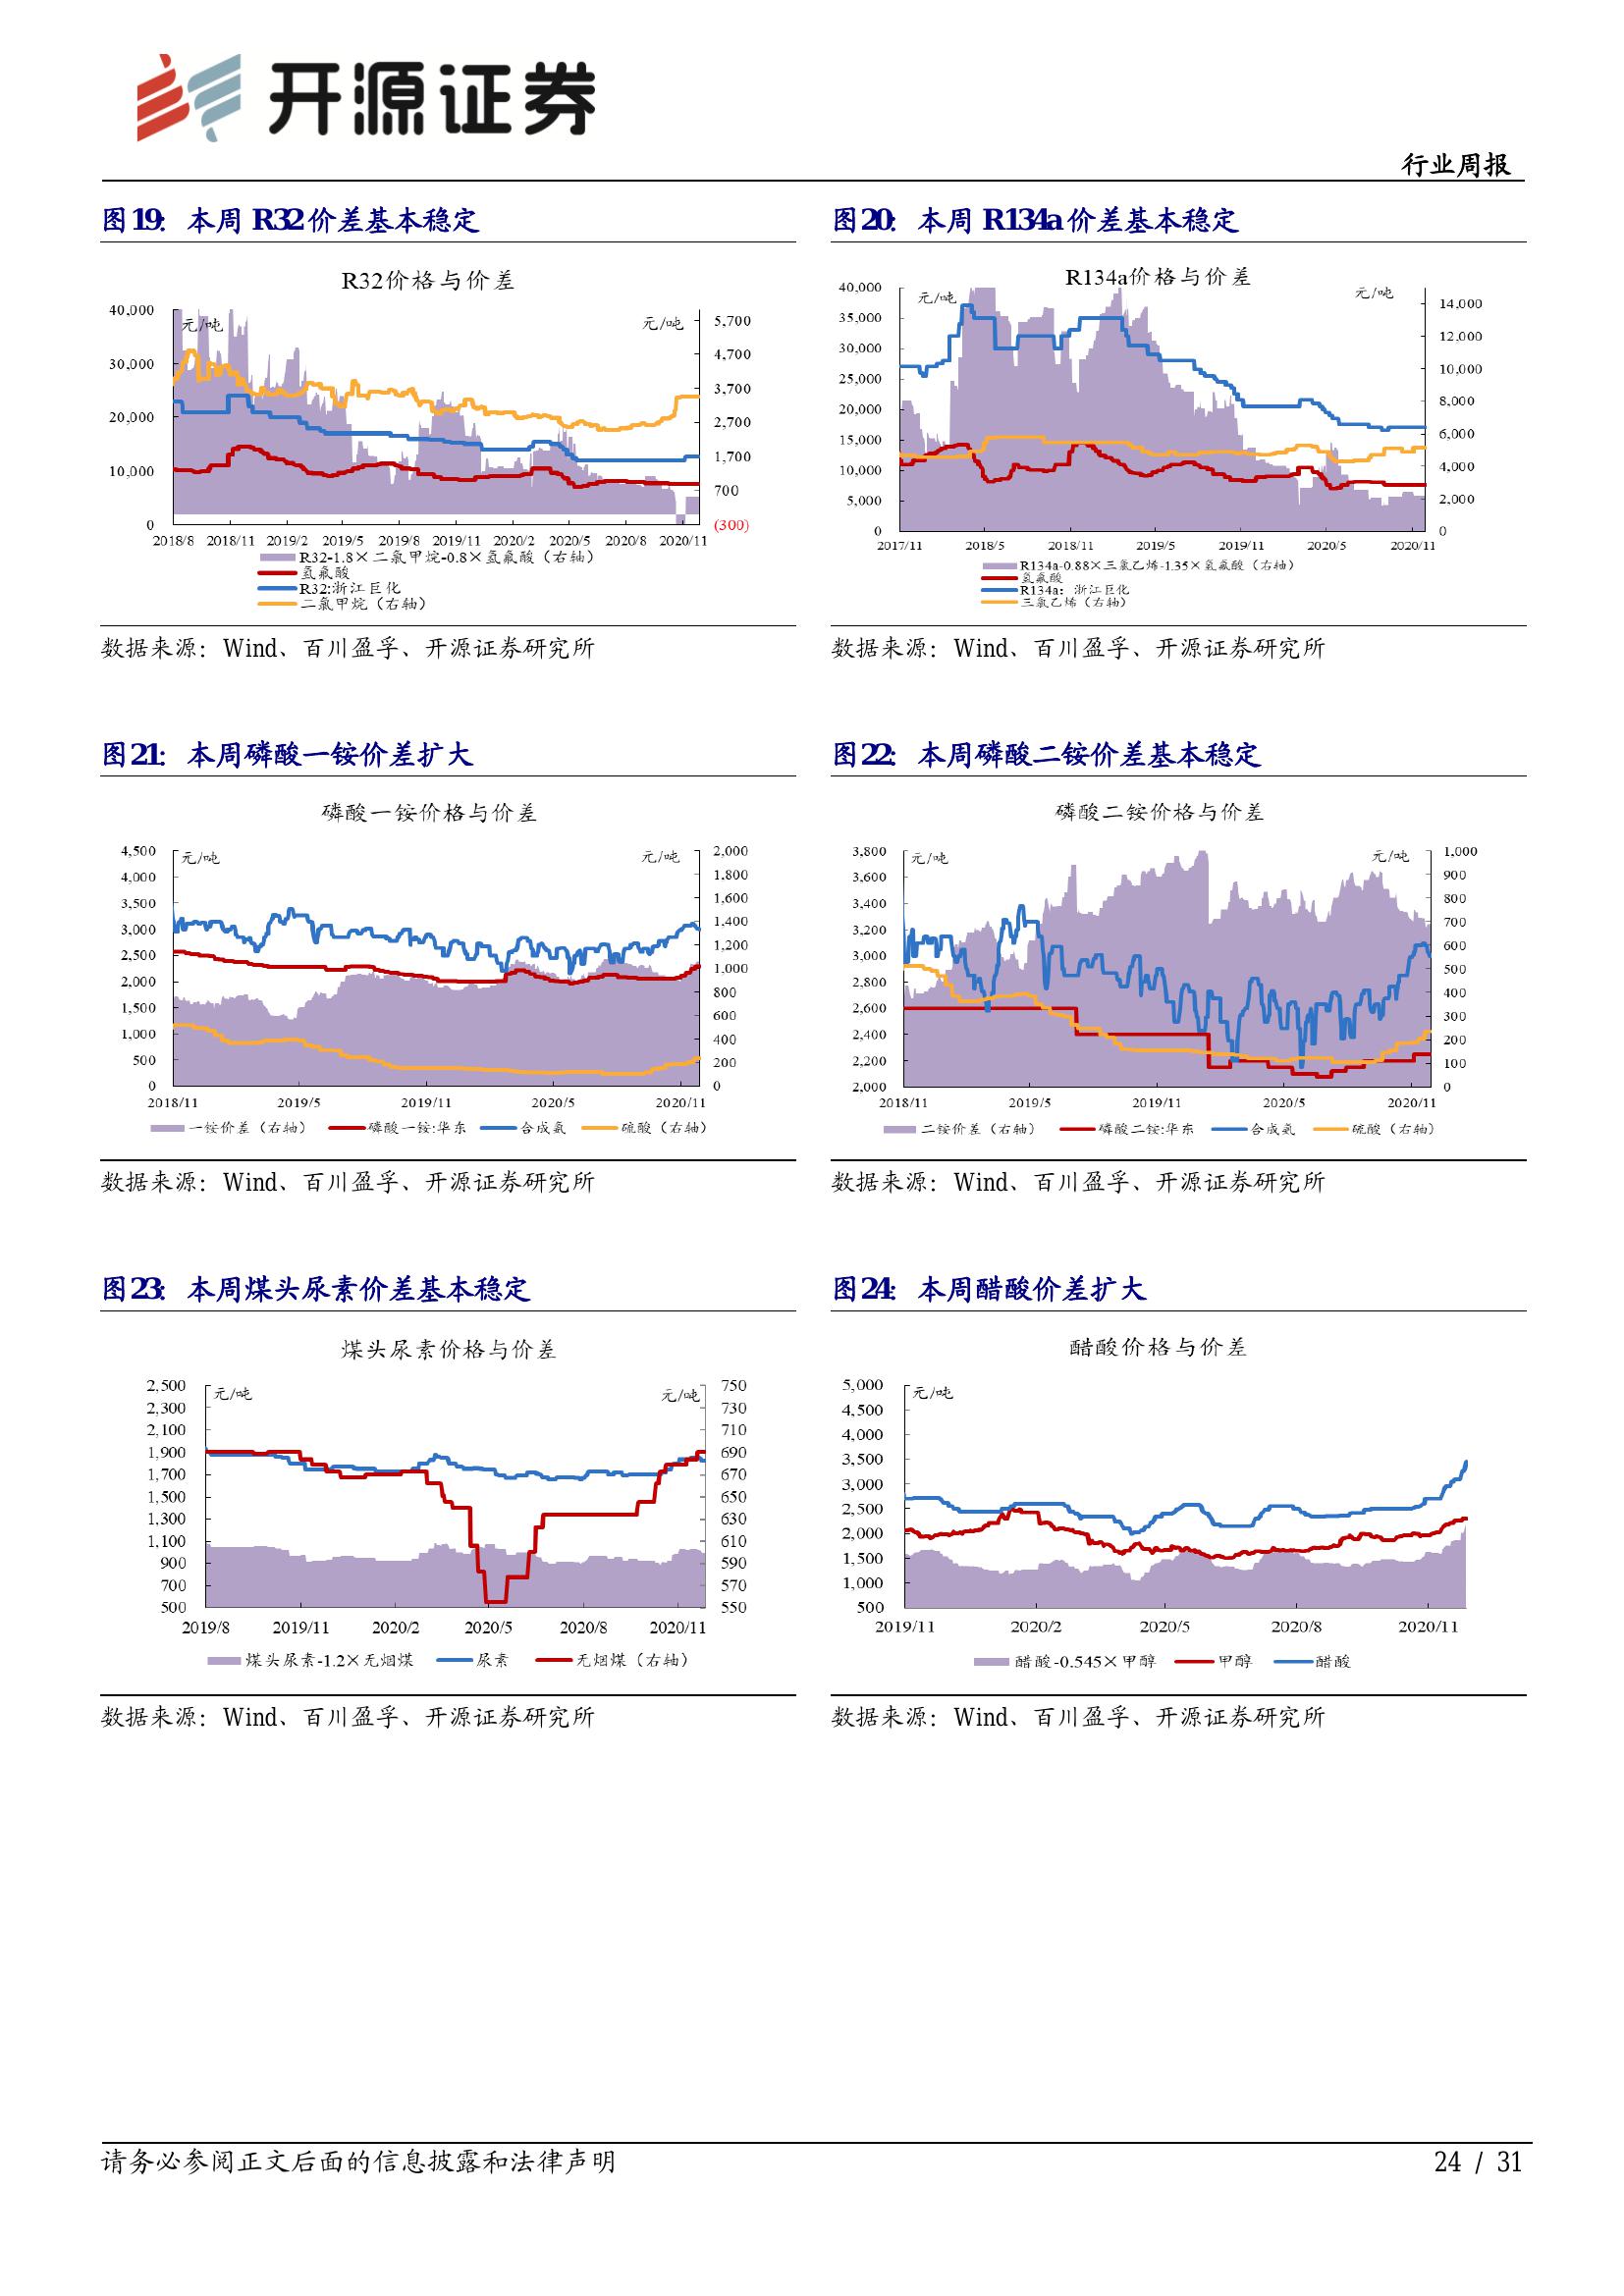 开源证券
行业周报
图19: 本周 R32 价差基本稳定
R32价格与价差
元/吨
元/吨
40,000
30,000
20,000
10,000
0
5,700
4,700
3,700
2,700
1,700
700
(300)
2018/8 2018/11 2019/2 2019/5 2019/8 2019/11 2020/2 2020/5 2020/8 2020/11
R32-1.8×二氯甲烷-0.8×氢氟酸（右轴）
氢氟酸
R32:浙江巨化
二氯甲烷（右轴）
数据来源：Wind、百川盈孚、开源证券研究所
图20: 本周 R134a 价差基本稳定
R134a价格与价差
元/吨
元/吨
40,000
35,000
30,000
25,000
20,000
15,000
10,000
5,000
0
14,000
12,000
10,000
8,000
6,000
4,000
2,000
0
2017/11 2018/5 2018/11 2019/5 2019/11 2020/5 2020/11
R134a-0.88×三氯乙烯-1.35×氢氟酸（右轴）
氢氟酸
R134a：浙江巨化
三氯乙烯（右轴）
数据来源：Wind、百川盈孚、开源证券研究所
图21: 本周磷酸一铵价差扩大
磷酸一铵价格与价差
元/吨
元/吨
4,500
4,000
3,500
3,000
2,500
2,000
1,500
1,000
500
0
2,000
1,800
1,600
1,400
1,200
1,000
800
600
400
200
0
2018/11 2019/5 2019/11 2020/5 2020/11
一铵价差（右轴） 磷酸一铵:华东 合成氨 硫酸（右轴）
数据来源：Wind、百川盈孚、开源证券研究所
图22: 本周磷酸二铵价差基本稳定
磷酸二铵价格与价差
元/吨
元/吨
3,800
3,600
3,400
3,200
3,000
2,800
2,600
2,400
2,200
2,000
1,000
900
800
700
600
500
400
300
200
100
0
2018/11 2019/5 2019/11 2020/5 2020/11
二铵价差（右轴） 磷酸二铵:华东 合成氨 硫酸（右轴）
数据来源：Wind、百川盈孚、开源证券研究所
图23: 本周煤头尿素价差基本稳定
煤头尿素价格与价差
元/吨
元/吨
2,500
2,300
2,100
1,900
1,700
1,500
1,300
1,100
900
700
500
750
730
710
690
670
650
630
610
590
570
550
2019/8 2019/11 2020/2 2020/5 2020/8 2020/11
煤头尿素-1.2×无烟煤 尿素 无烟煤（右轴）
数据来源：Wind、百川盈孚、开源证券研究所
图24: 本周醋酸价差扩大
醋酸价格与价差
元/吨
5,000
4,500
4,000
3,500
3,000
2,500
2,000
1,500
1,000
500
2019/11 2020/2 2020/5 2020/8 2020/11
醋酸-0.545×甲醇 甲醇 醋酸
数据来源：Wind、百川盈孚、开源证券研究所
请务必参阅正文后面的信息披露和法律声明
24 / 31